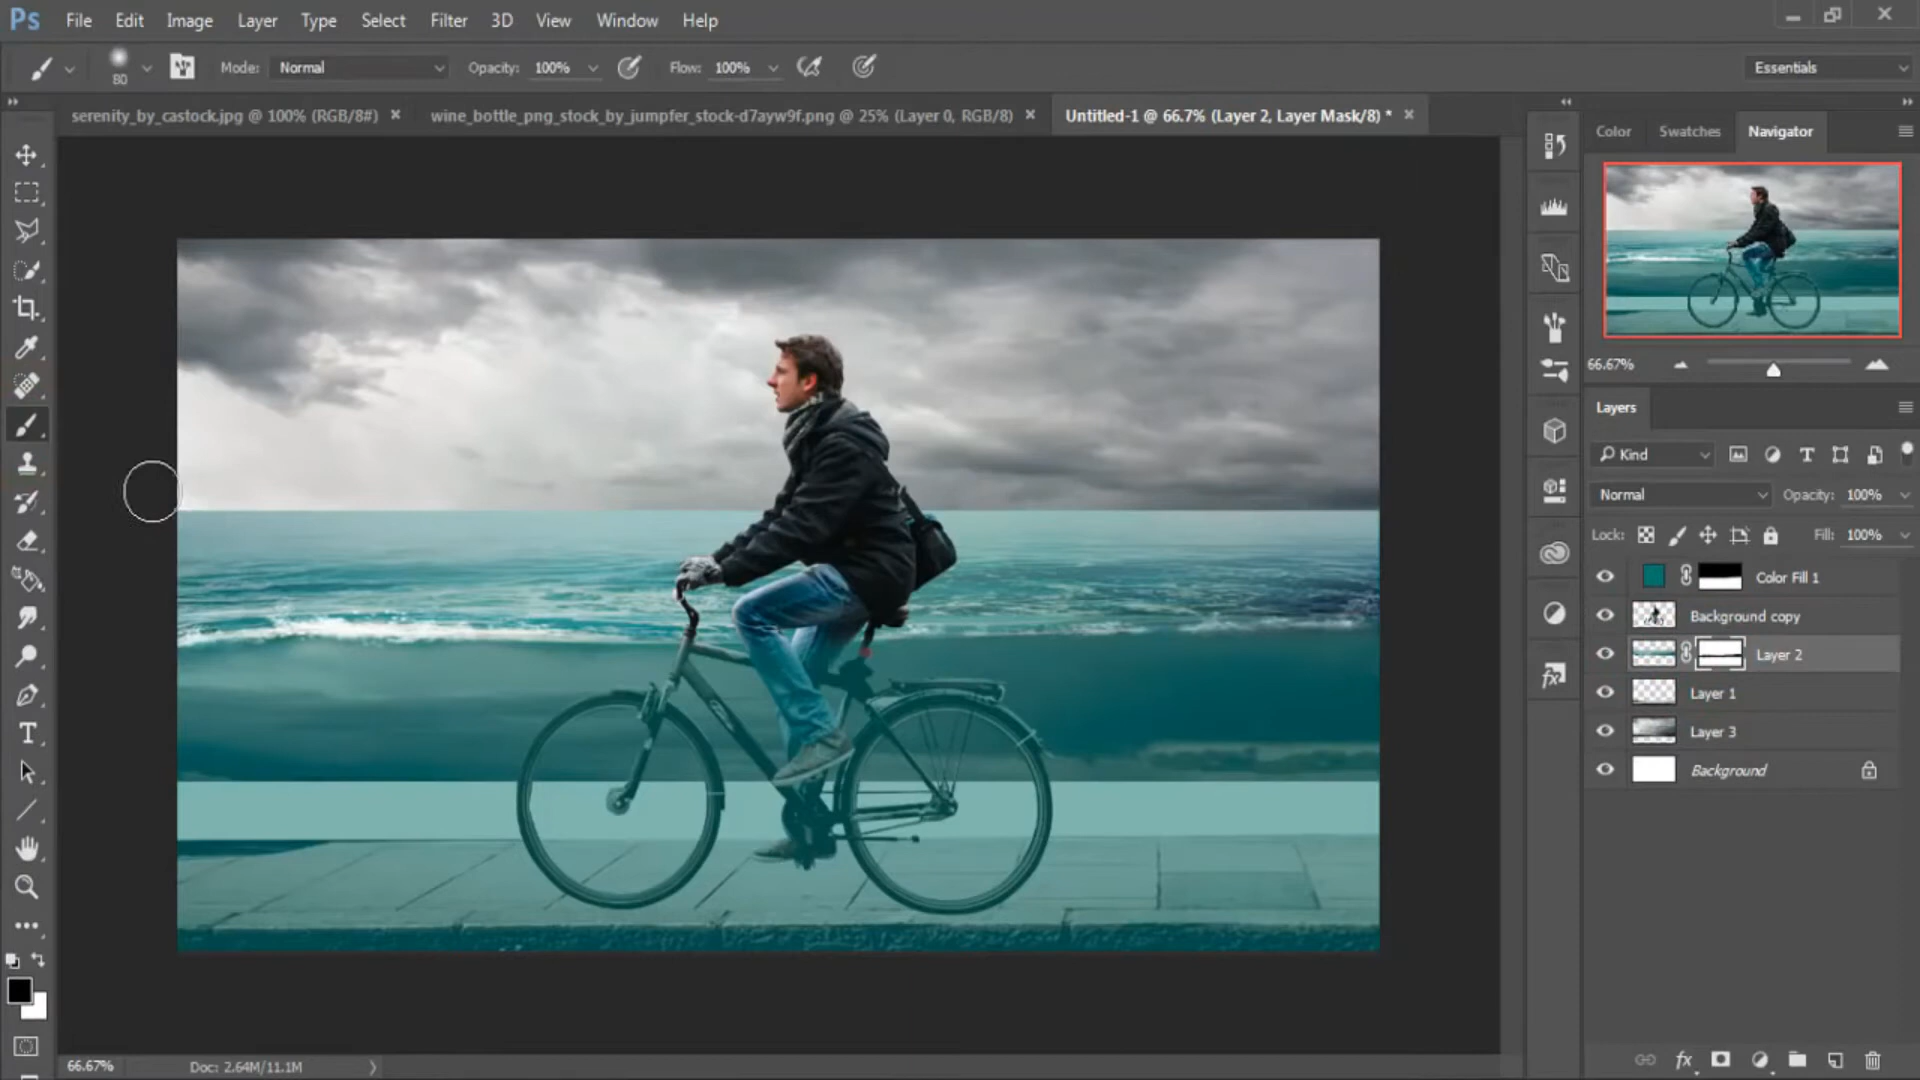 Ps File Edit Image Layer Type Select Filter 3D View Window Help
80 Mode: Normal Opacity: 100% Flow: 100% Essentials
serenity_by_castock.jpg @ 100% (RGB/8#) wine_bottle_png_stock_by_jumpfer_stock-d7ayw9f.png @ 25% (Layer 0, RGB/8) Untitled-1 @ 66.7% (Layer 2, Layer Mask/8) *
Color Swatches Navigator
66.67%
Layers
Kind
Normal Opacity: 100%
Lock: Fill: 100%
Color Fill 1
Background copy
Layer 2
Layer 1
Layer 3
Background
66.67% Doc: 2.64M/11.1M